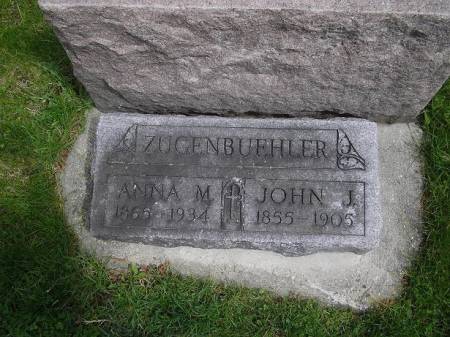 ZUGENBUEHLER
ANNA M. JOHN J.
1865-1934 1855-1905